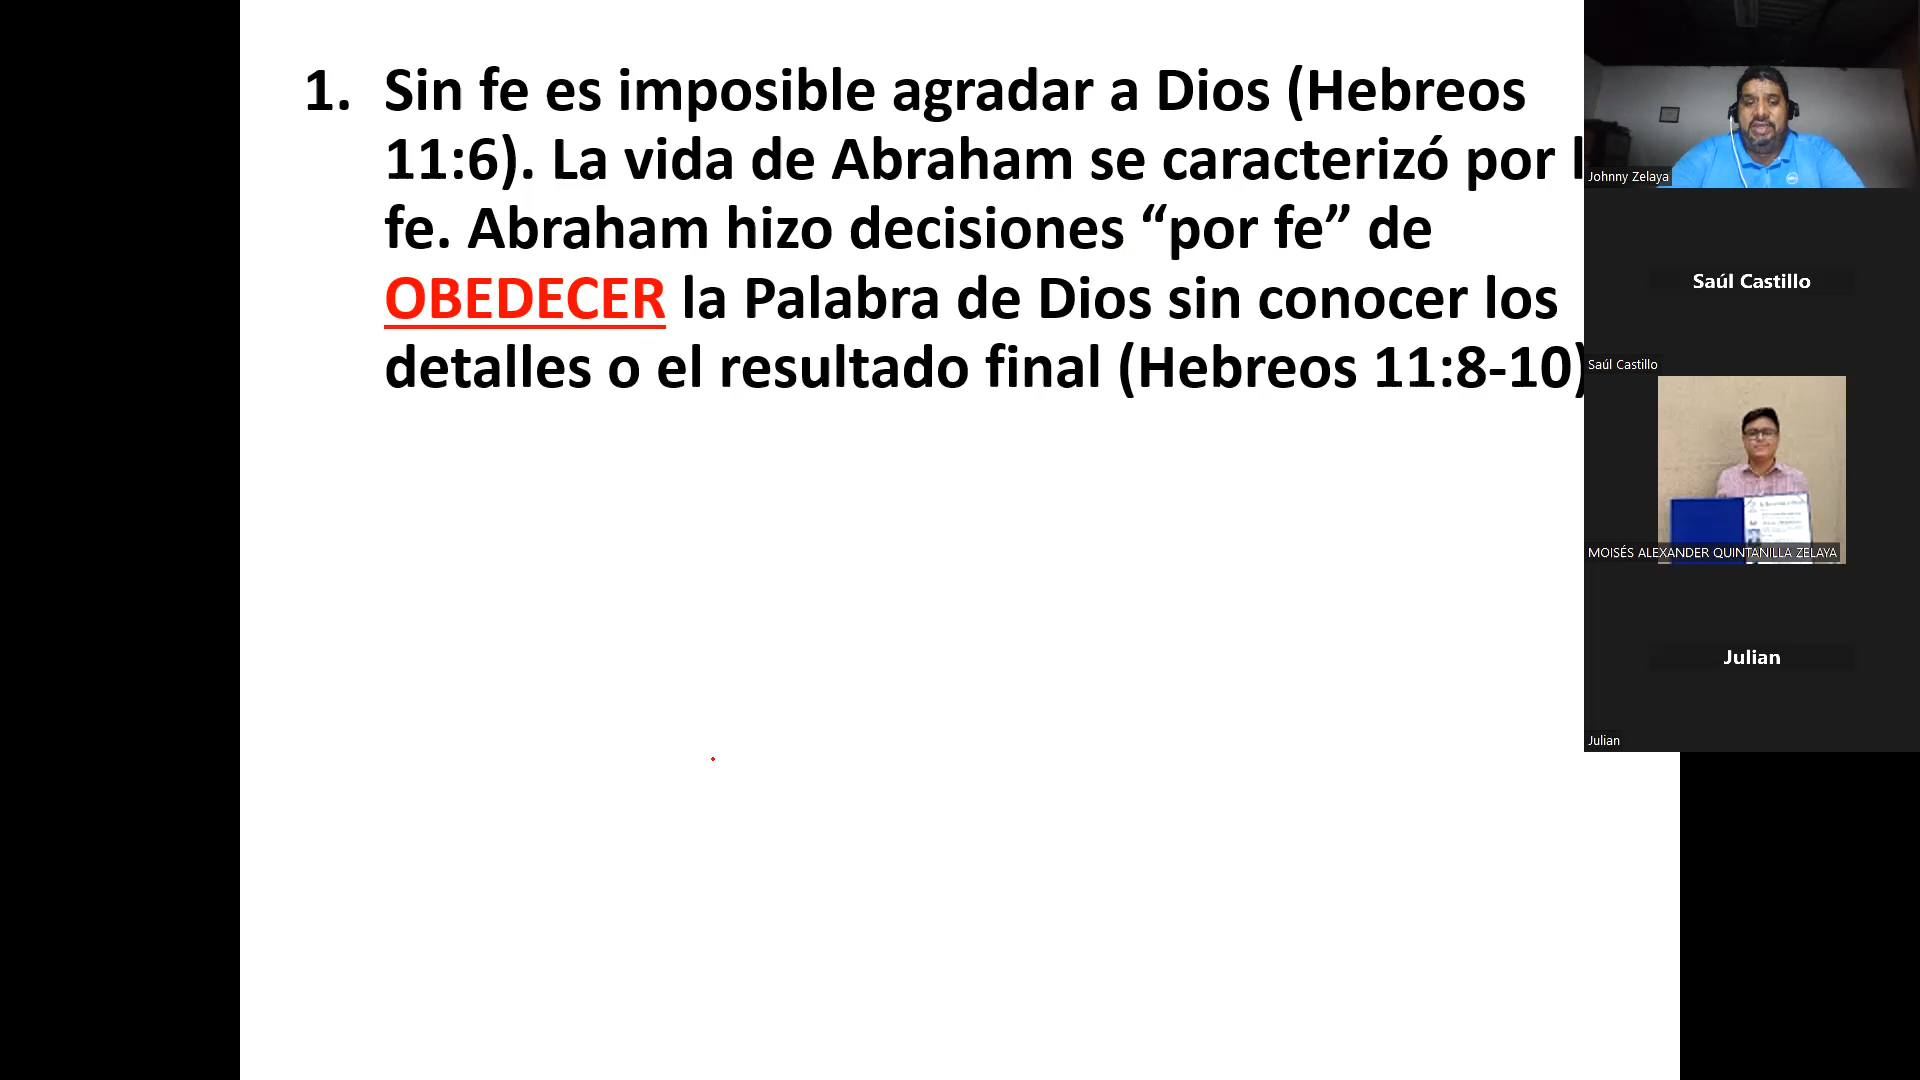 1. Sin fe es imposible agradar a Dios (Hebreos
11:6). La vida de Abraham se caracterizó por l
fe. Abraham hizo decisiones “por fe” de
OBEDECER la Palabra de Dios sin conocer los
detalles o el resultado final (Hebreos 11:8-10)
Johnny Zelaya
Saúl Castillo
Saúl Castillo
MOISÉS ALEXANDER QUINTANILLA ZELAYA
Julian
Julian